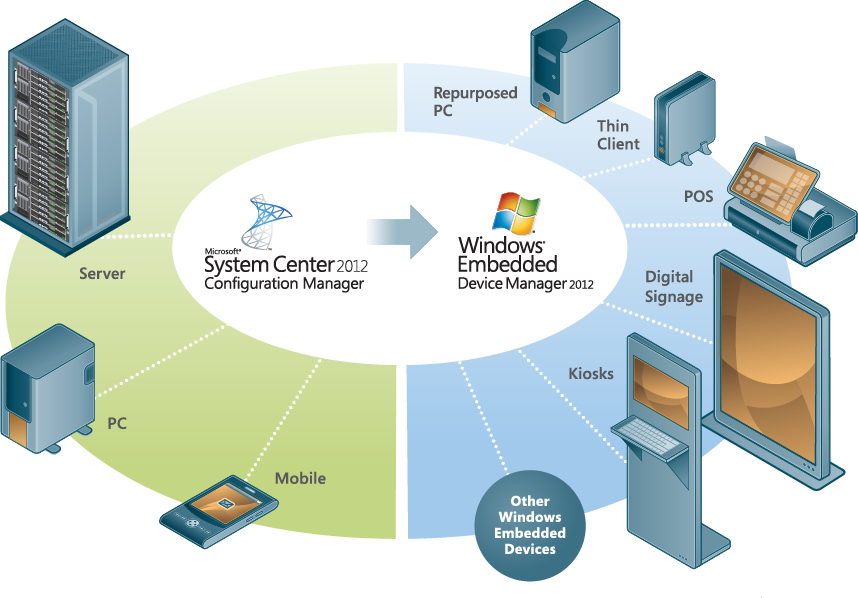 Repurposed
PC
Thin
Client
POS
Microsoft®
System Center 2012
Configuration Manager
Windows®
Embedded
Device Manager 2012
Server
Digital
Signage
Kiosks
PC
Mobile
Other
Windows
Embedded
Devices